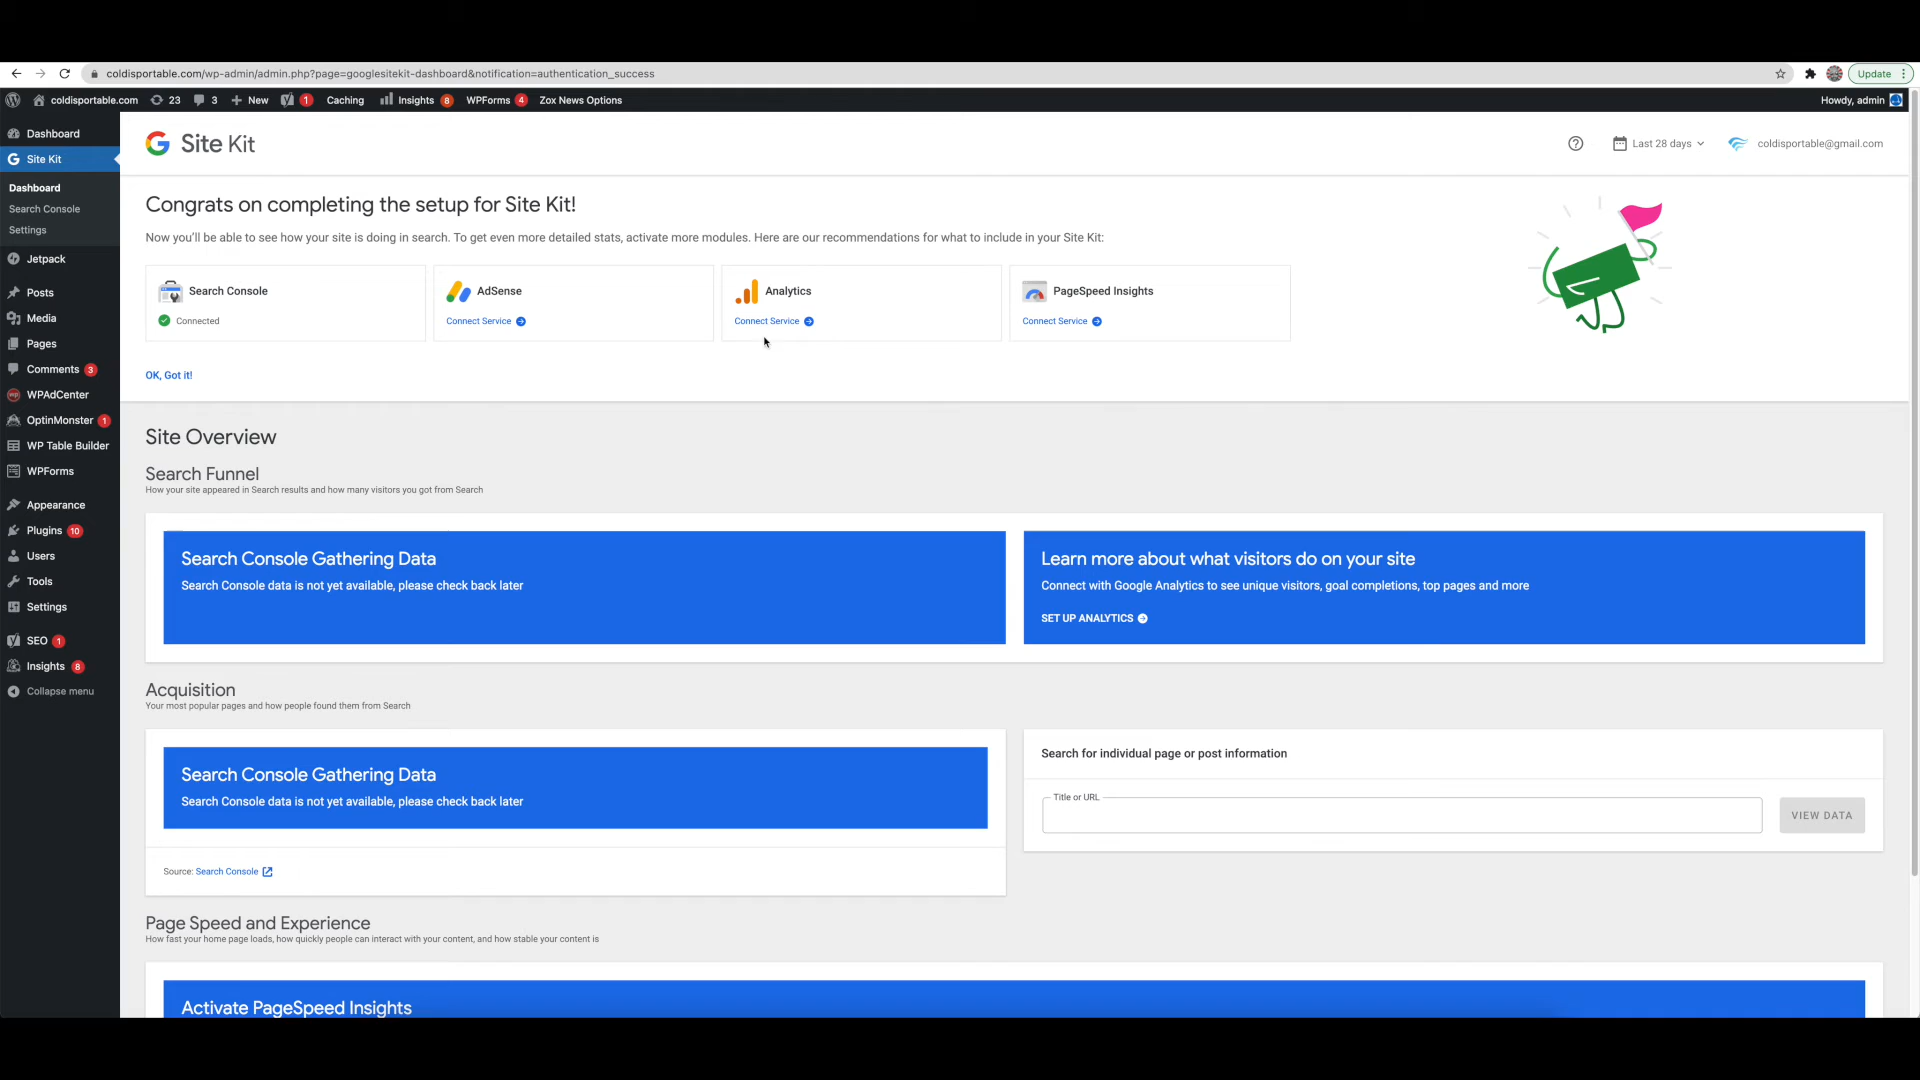 coldisportable.com/wp-admin/admin.php?page=googlesitekit-dashboard&notification=authentication_success
Update
coldisportable.com
23
3
New
1
Caching
Insights 8
WPForms 4
Zox News Options
Howdy, admin
Dashboard
Site Kit
Dashboard
Search Console
Settings
Jetpack
Posts
Media
Pages
Comments 3
WPAdCenter
OptinMonster 1
WP Table Builder
WPForms
Appearance
Plugins 10
Users
Tools
Settings
SEO 1
Insights 8
Collapse menu
Site Kit
Last 28 days
coldisportable@gmail.com
Congrats on completing the setup for Site Kit!
Now you'll be able to see how your site is doing in search. To get even more detailed stats, activate more modules. Here are our recommendations for what to include in your Site Kit:
Search Console
Connected
AdSense
Connect Service
Analytics
Connect Service
PageSpeed Insights
Connect Service
OK, Got it!
Site Overview
Search Funnel
How your site appeared in Search results and how many visitors you got from Search
Search Console Gathering Data
Search Console data is not yet available, please check back later
Learn more about what visitors do on your site
Connect with Google Analytics to see unique visitors, goal completions, top pages and more
SET UP ANALYTICS
Acquisition
Your most popular pages and how people found them from Search
Search Console Gathering Data
Search Console data is not yet available, please check back later
Source: Search Console
Search for individual page or post information
Title or URL
VIEW DATA
Page Speed and Experience
How fast your home page loads, how quickly people can interact with your content, and how stable your content is
Activate PageSpeed Insights